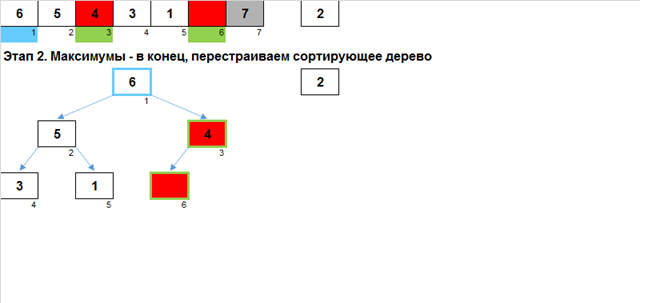 6 5 4 3 1 7 2
1 2 3 4 5 6 7
Этап 2. Максимумы - в конец, перестраиваем сортирующее дерево
6 2
1
5 4
2 3
3 1
4 5 6